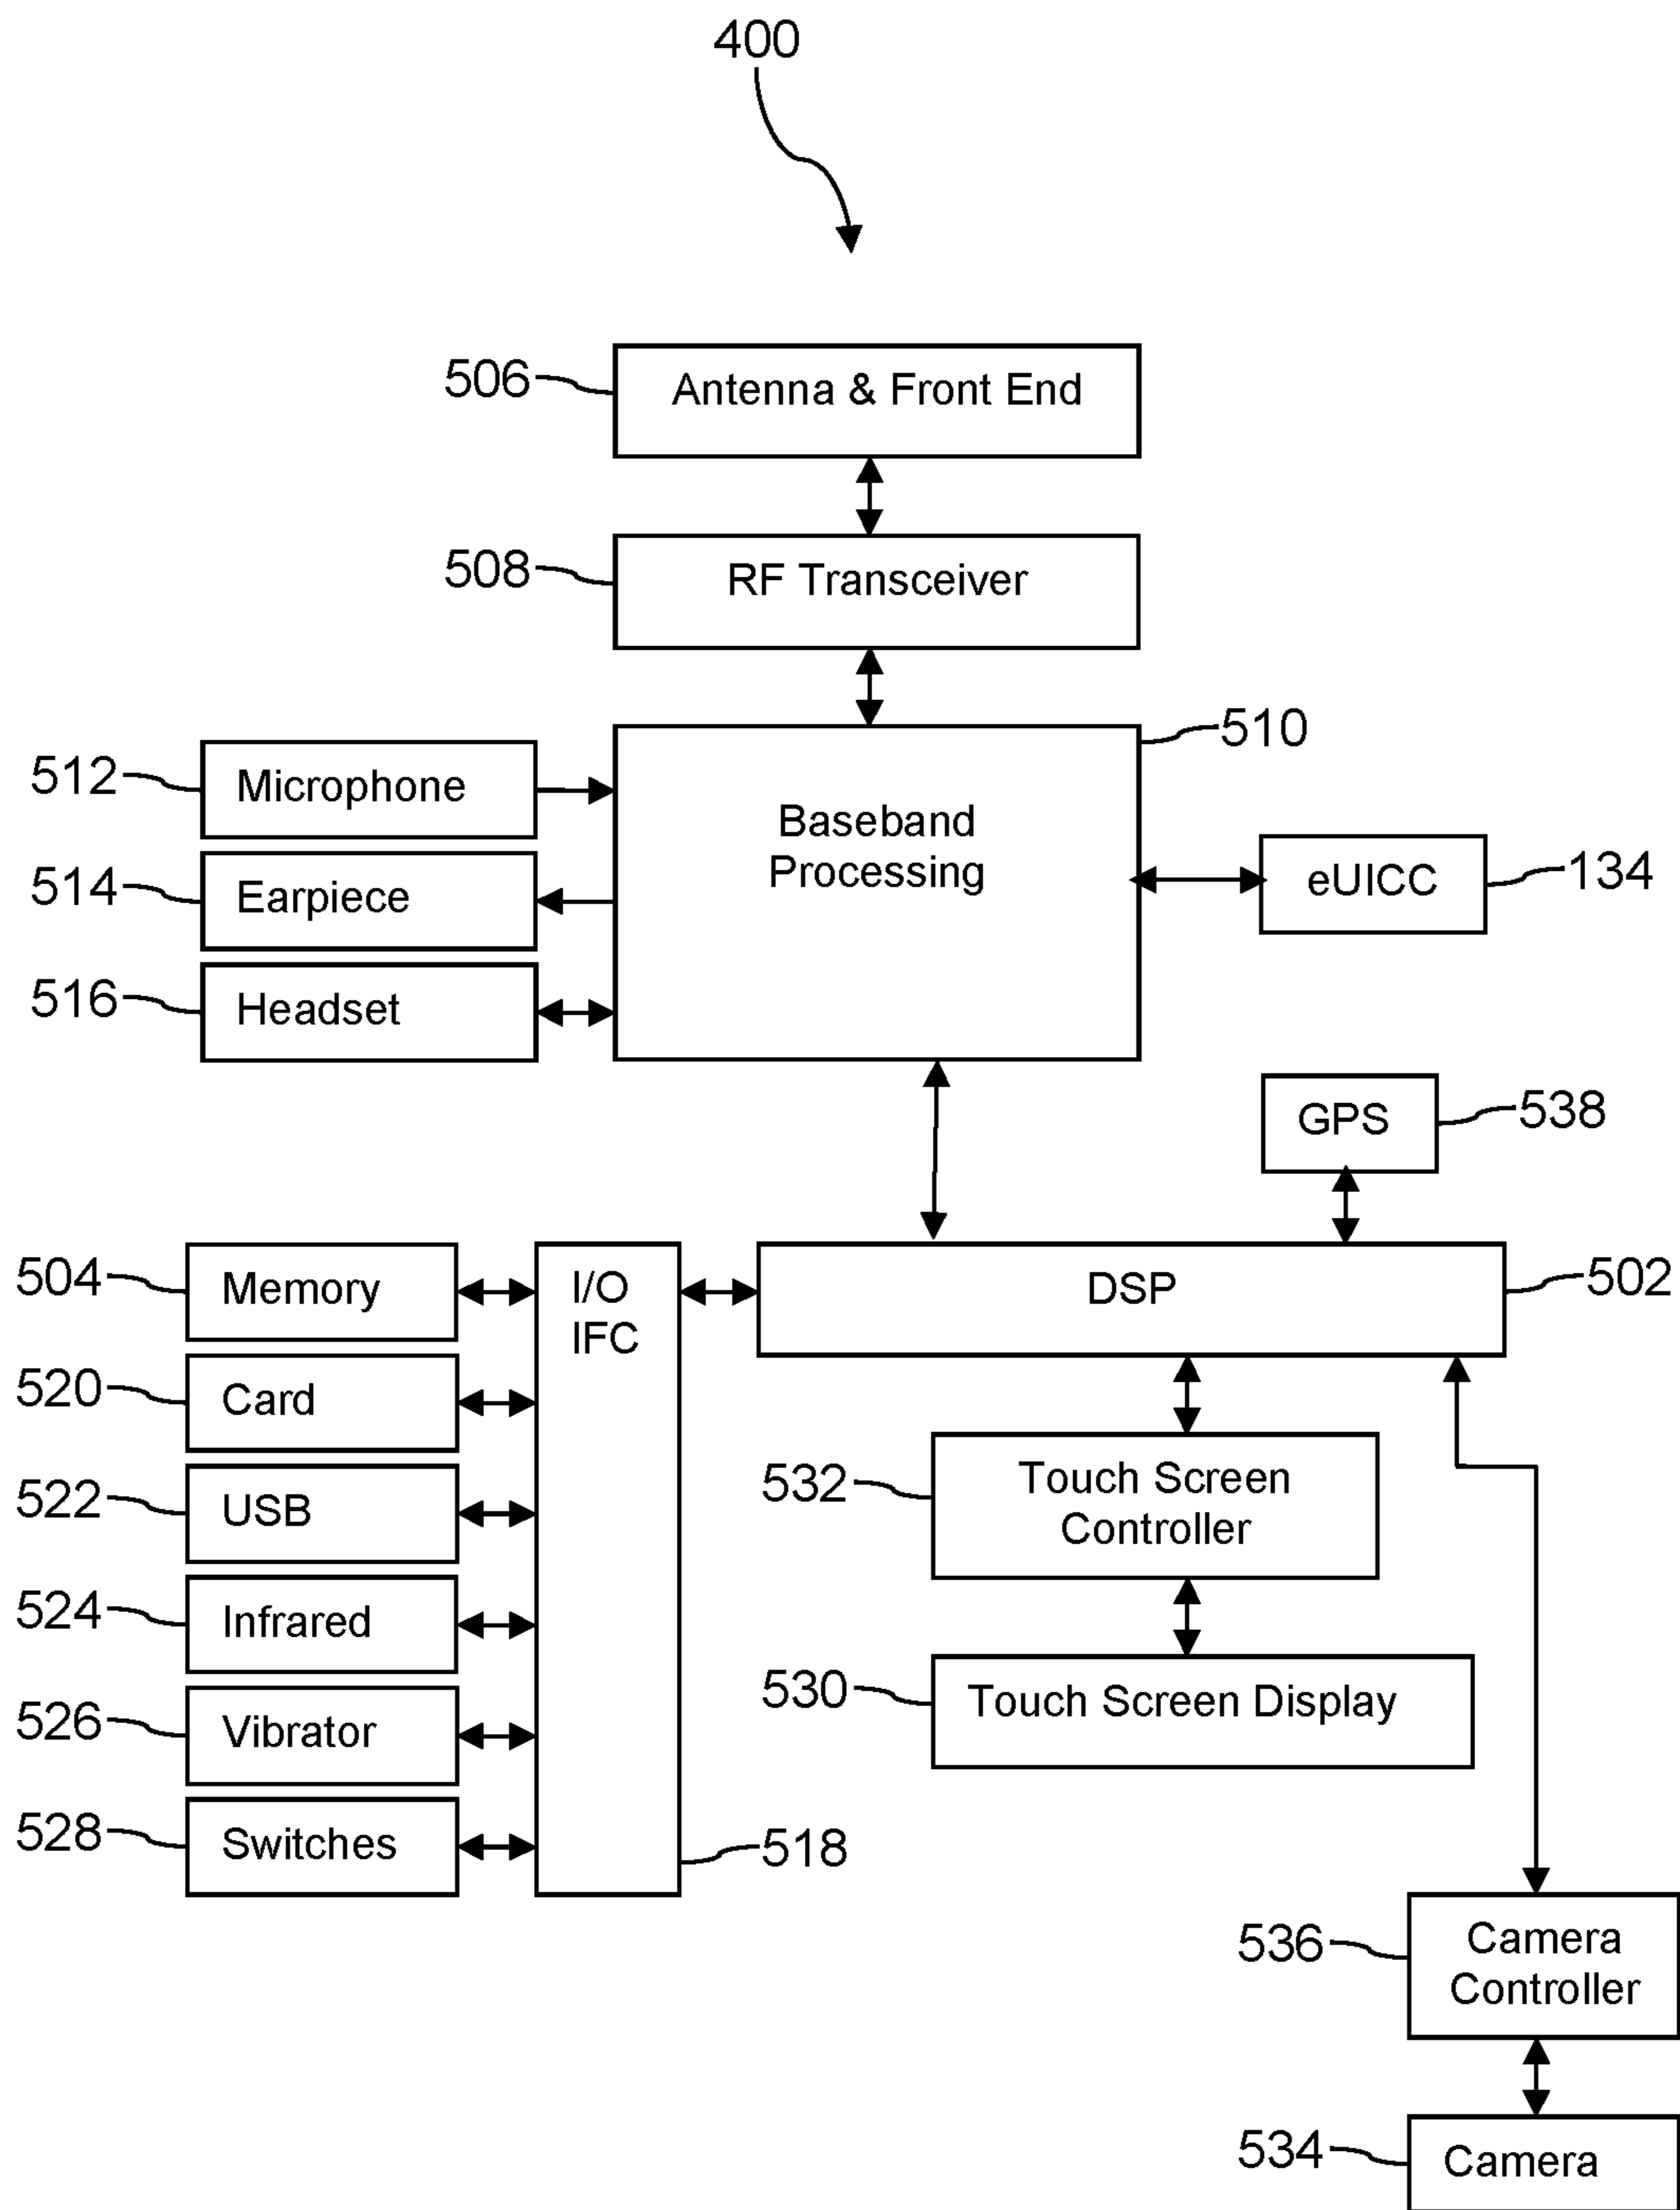 400
506
Antenna & Front End
508
RF Transceiver
510
512
Microphone
Baseband
Processing
eUICC
134
514
Earpiece
516
Headset
GPS
538
504
Memory
I/O
IFC
DSP
502
520
Card
532
Touch Screen
Controller
522
USB
524
Infrared
530
Touch Screen Display
526
Vibrator
528
Switches
518
536
Camera
Controller
534
Camera